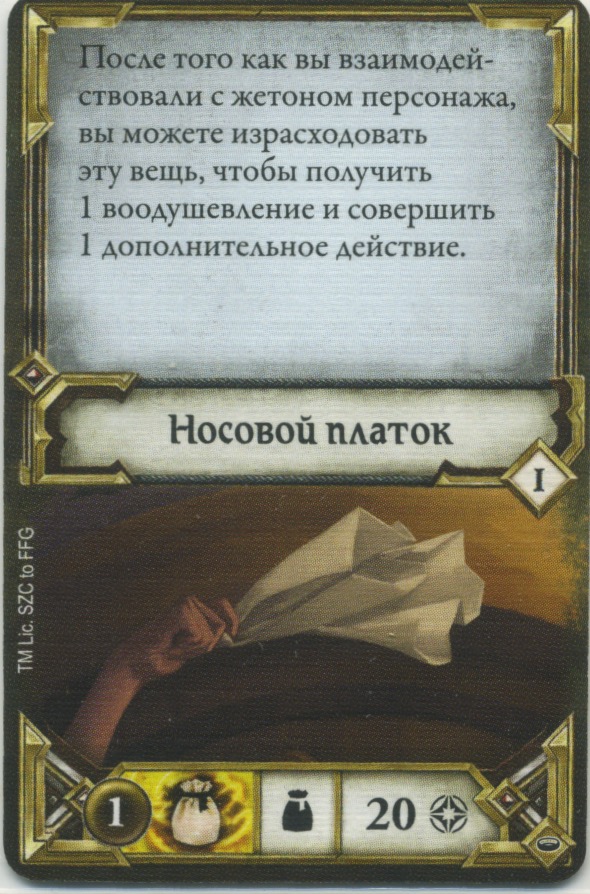 После того как вы взаимодей-
ствовали с жетоном персонажа,
вы можете израсходовать
эту вещь, чтобы получить
1 воодушевление и совершить
1 дополнительное действие.
Носовой платок
I
TM Lic. SZC to FFG
1
20